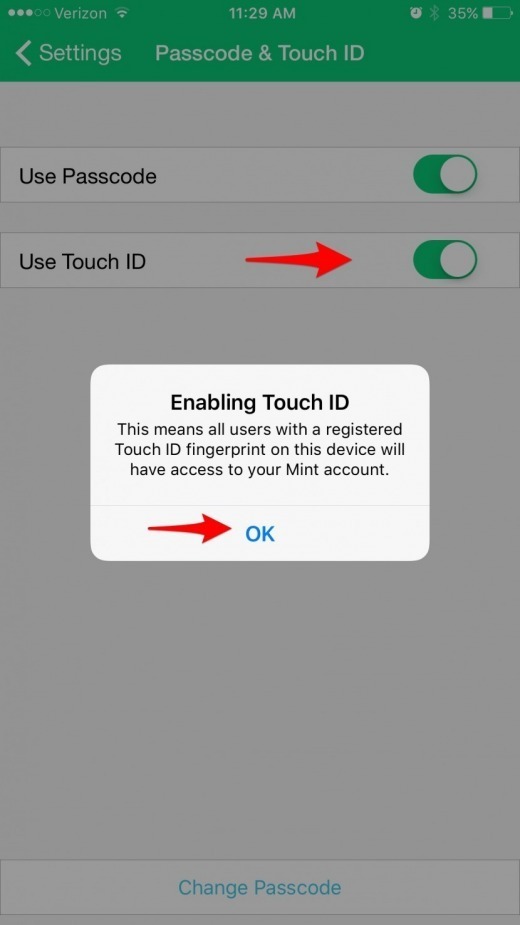 Verizon 11:29 AM 35%
Settings Passcode & Touch ID
Use Passcode
Use Touch ID
Enabling Touch ID
This means all users with a registered
Touch ID fingerprint on this device will
have access to your Mint account.
OK
Change Passcode